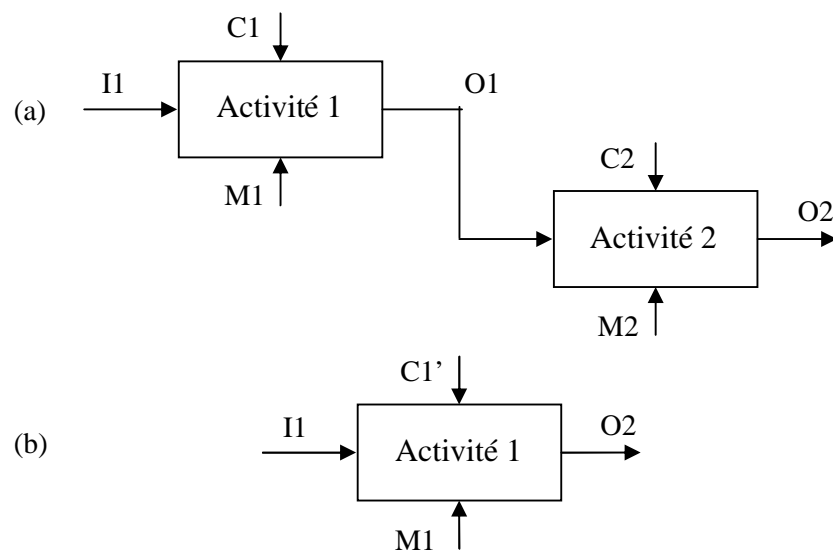 C1
I1
O1
(a)
Activité 1
M1
C2
O2
Activité 2
M2
C1’
(b)
I1
O2
Activité 1
M1